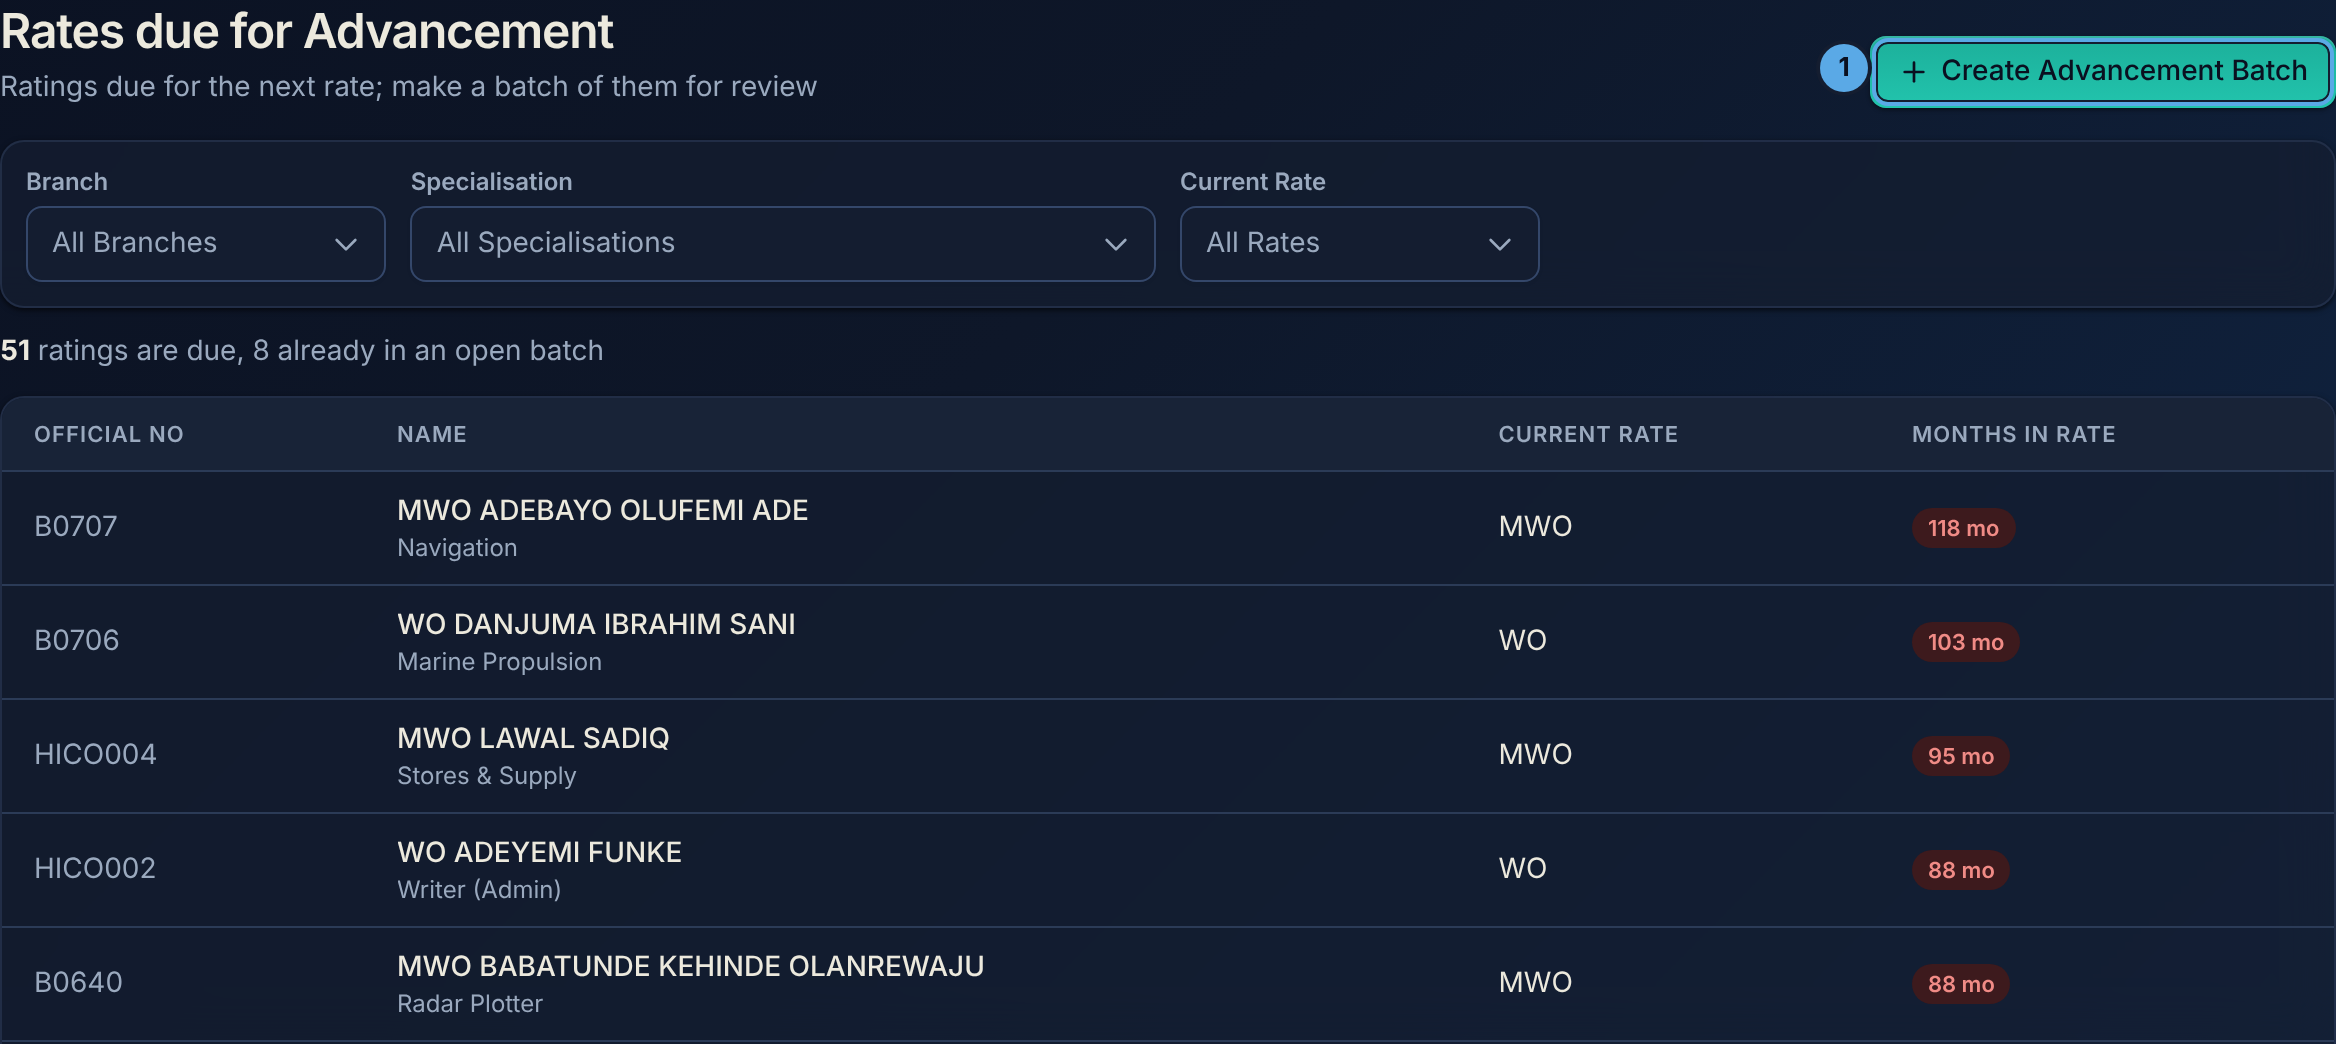 Rates due for Advancement
Ratings due for the next rate; make a batch of them for review
1
+ Create Advancement Batch
Branch
Specialisation
Current Rate
All Branches
All Specialisations
All Rates
51 ratings are due, 8 already in an open batch
OFFICIAL NO
NAME
CURRENT RATE
MONTHS IN RATE
B0707
MWO ADEBAYO OLUFEMI ADE
Navigation
MWO
118 mo
B0706
WO DANJUMA IBRAHIM SANI
Marine Propulsion
WO
103 mo
HICO004
MWO LAWAL SADIQ
Stores & Supply
MWO
95 mo
HICO002
WO ADEYEMI FUNKE
Writer (Admin)
WO
88 mo
B0640
MWO BABATUNDE KEHINDE OLANREWAJU
Radar Plotter
MWO
88 mo